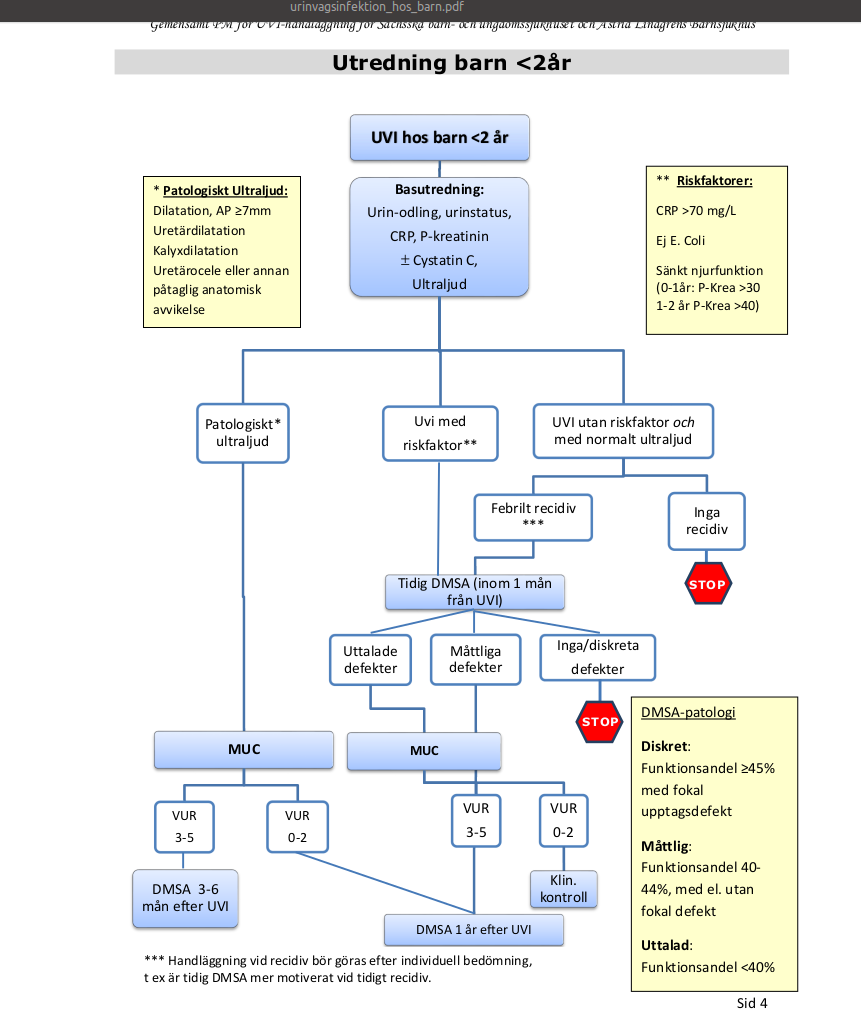 urinvagsinfektion_hos_barn.pdf
Gemensamt PM för UVI-handläggning för Sachsska barn- och ungdomssjukhuset och Astrid Lindgrens Barnsjukhus
Utredning barn <2år
UVI hos barn <2 år
* Patologiskt Ultraljud:
Dilatation, AP ≥7mm
Uretärdilatation
Kalyxdilatation
Uretärocele eller annan
påtaglig anatomisk
avvikelse
Basutredning:
Urin-odling, urinstatus,
CRP, P-kreatinin
± Cystatin C,
Ultraljud
** Riskfaktorer:
CRP >70 mg/L
Ej E. Coli
Sänkt njurfunktion
(0-1år: P-Krea >30
1-2 år P-Krea >40)
Patologiskt*
ultraljud
Uvi med
riskfaktor**
UVI utan riskfaktor och
med normalt ultraljud
Febrilt recidiv
***
Inga
recidiv
STOP
Tidig DMSA (inom 1 mån
från UVI)
Uttalade
defekter
Måttliga
defekter
Inga/diskreta
defekter
STOP
MUC
MUC
VUR
3-5
VUR
0-2
VUR
3-5
VUR
0-2
DMSA 3-6
mån efter UVI
Klin.
kontroll
DMSA 1 år efter UVI
DMSA-patologi
Diskret:
Funktionsandel ≥45%
med fokal
upptagsdefekt
Måttlig:
Funktionsandel 40-
44%, med el. utan
fokal defekt
Uttalad:
Funktionsandel <40%
*** Handläggning vid recidiv bör göras efter individuell bedömning,
t ex är tidig DMSA mer motiverat vid tidigt recidiv.
Sid 4